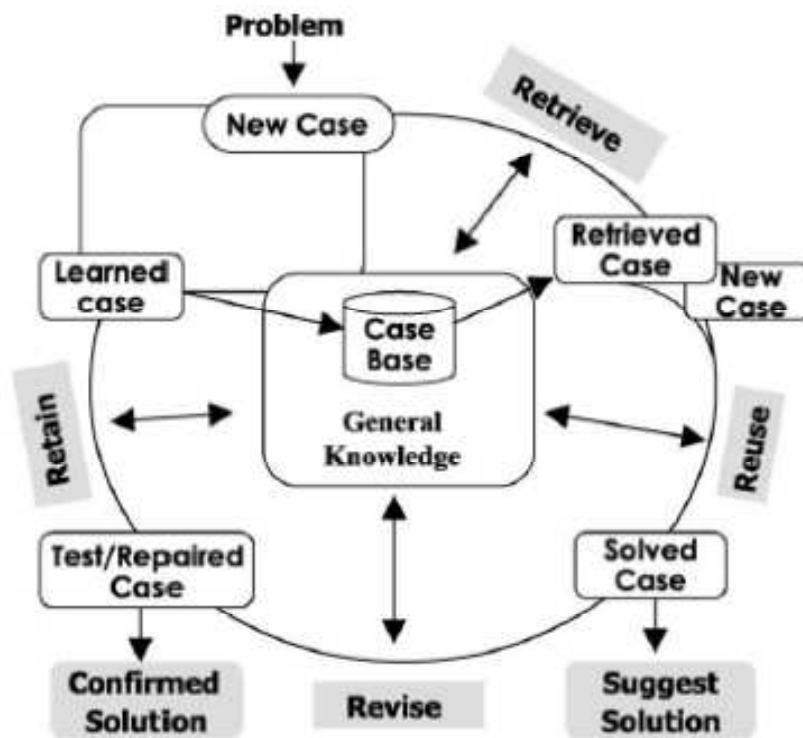 Problem
New Case
Retrieve
Retrieved
Case
New
Case
Learned
case
Case
Base
General
Knowledge
Retain
Reuse
Test/Repaired
Case
Solved
Case
Confirmed
Solution
Revise
Suggest
Solution